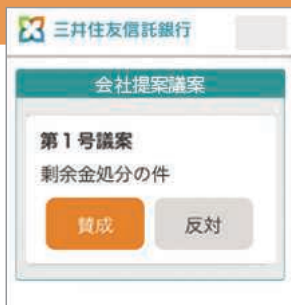 三井住友信託銀行
会社提案議案
第1号議案
剰余金処分の件
賛成
反対